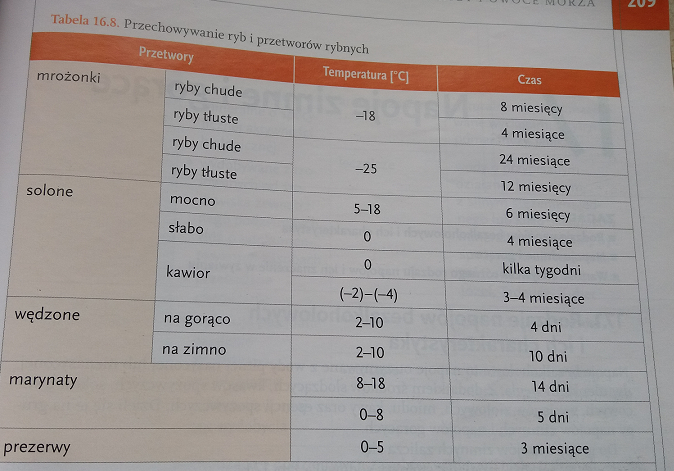 OWOCE MORZA
209
Tabela 16.8. Przechowywanie ryb i przetworów rybnych
Przetwory Temperatura [°C] Czas
mrożonki ryby chude –18 8 miesięcy
ryby tłuste 4 miesiące
ryby chude –25 24 miesiące
ryby tłuste 12 miesięcy
solone mocno 5–18 6 miesięcy
słabo 0 4 miesiące
kawior 0 kilka tygodni
(–2)–(–4) 3–4 miesiące
wędzone na gorąco 2–10 4 dni
na zimno 2–10 10 dni
marynaty 8–18 14 dni
0–8 5 dni
prezerwy 0–5 3 miesiące